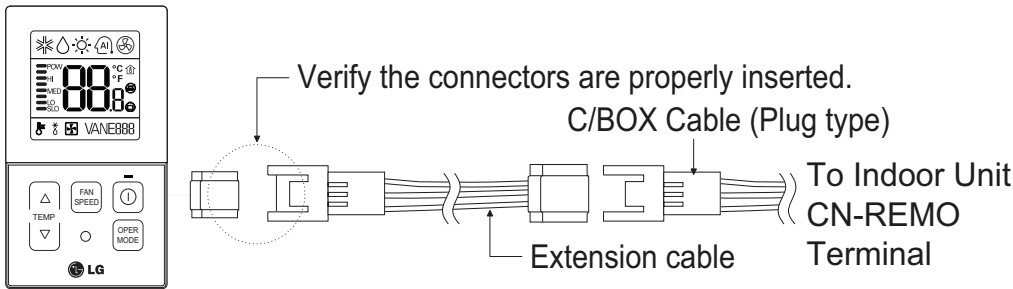 AI
POW
HI
MED
LO
SLO
88.8
°C
°F
VANE888
TEMP
FAN
SPEED
OPER
MODE
LG
Verify the connectors are properly inserted.
C/BOX Cable (Plug type)
Extension cable
To Indoor Unit
CN-REMO
Terminal